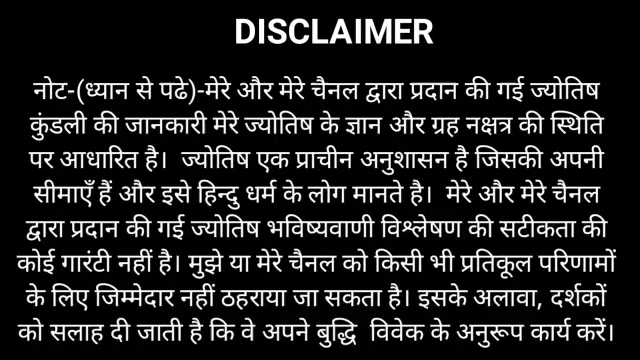 DISCLAIMER
नोट-(ध्यान से पढे)-मेरे और मेरे चैनल द्वारा प्रदान की गई ज्योतिष
कुंडली की जानकारी मेरे ज्योतिष के ज्ञान और ग्रह नक्षत्र की स्थिति
पर आधारित है।  ज्योतिष एक प्राचीन अनुशासन है जिसकी अपनी
सीमाएँ हैं और इसे हिन्दु धर्म के लोग मानते है।  मेरे और मेरे चैनल
द्वारा प्रदान की गई ज्योतिष भविष्यवाणी विश्लेषण की सटीकता की
कोई गारंटी नहीं है। मुझे या मेरे चैनल को किसी भी प्रतिकूल परिणामों
के लिए जिम्मेदार नहीं ठहराया जा सकता है। इसके अलावा, दर्शकों
को सलाह दी जाती है कि वे अपने बुद्धि  विवेक के अनुरूप कार्य करें।